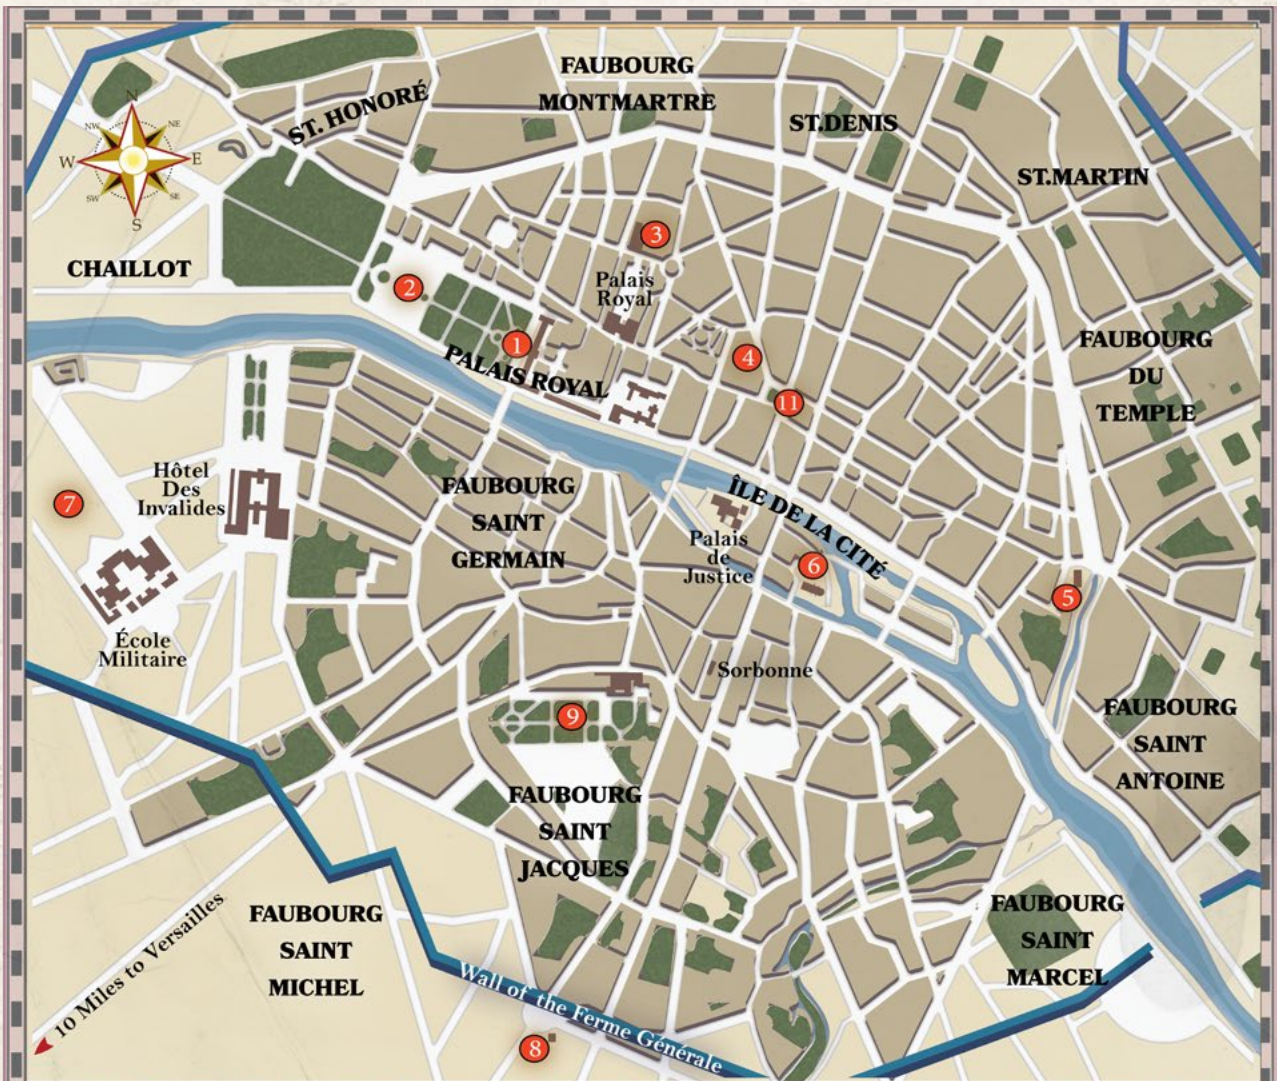 FAUBOURG
MONTMARTRE
ST. HONORÉ
ST.DENIS
N
NW
NE
W
E
SW
SE
S
ST.MARTIN
CHAILLOT
3
Palais
Royal
2
1
PALAIS ROYAL
4
11
FAUBOURG
DU
TEMPLE
Hôtel
Des
Invalides
7
FAUBOURG
SAINT
GERMAIN
ÎLE DE LA CITÉ
Palais
de
Justice
6
5
École
Militaire
Sorbonne
9
FAUBOURG
SAINT
ANTOINE
FAUBOURG
SAINT
JACQUES
FAUBOURG
SAINT
MICHEL
FAUBOURG
SAINT
MARCEL
10 Miles to Versailles
Wall of the Ferme Générale
8